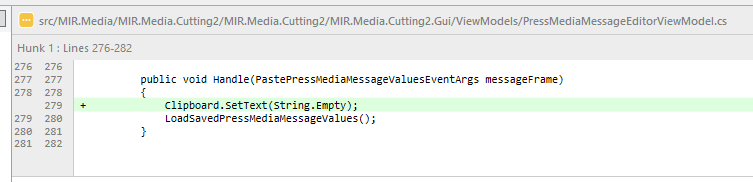 src/MIR.Media/MIR.Media.Cutting2/MIR.Media.Cutting2/MIR.Media.Cutting2.Gui/ViewModels/PressMediaMessageEditorViewModel.cs
Hunk 1 : Lines 276-282
276 276
277 277 public void Handle(PastePressMediaMessageValuesEventArgs messageFrame)
278 278 {
279 + Clipboard.SetText(String.Empty);
279 280 LoadSavedPressMediaMessageValues();
280 281 }
281 282